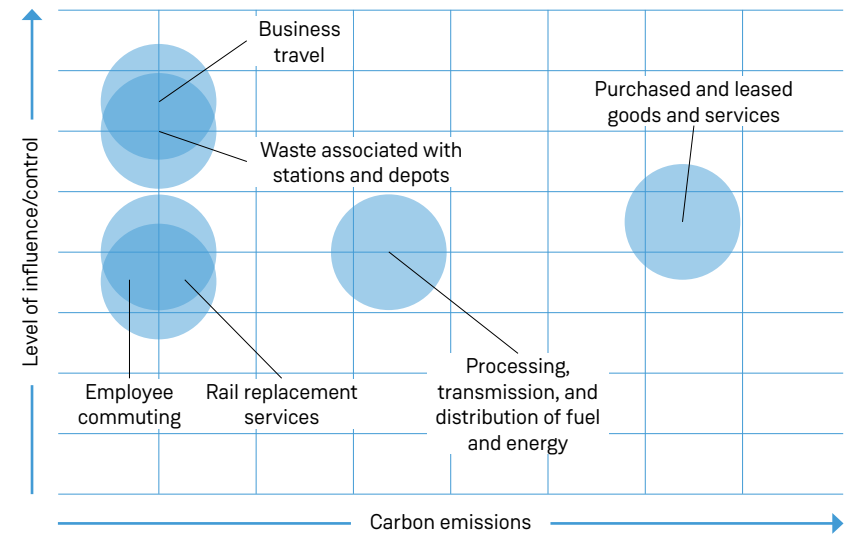 Business
travel
Purchased and leased
goods and services
Waste associated with
stations and depots
Level of influence/control
Processing,
transmission, and
distribution of fuel
and energy
Employee
commuting
Rail replacement
services
Carbon emissions